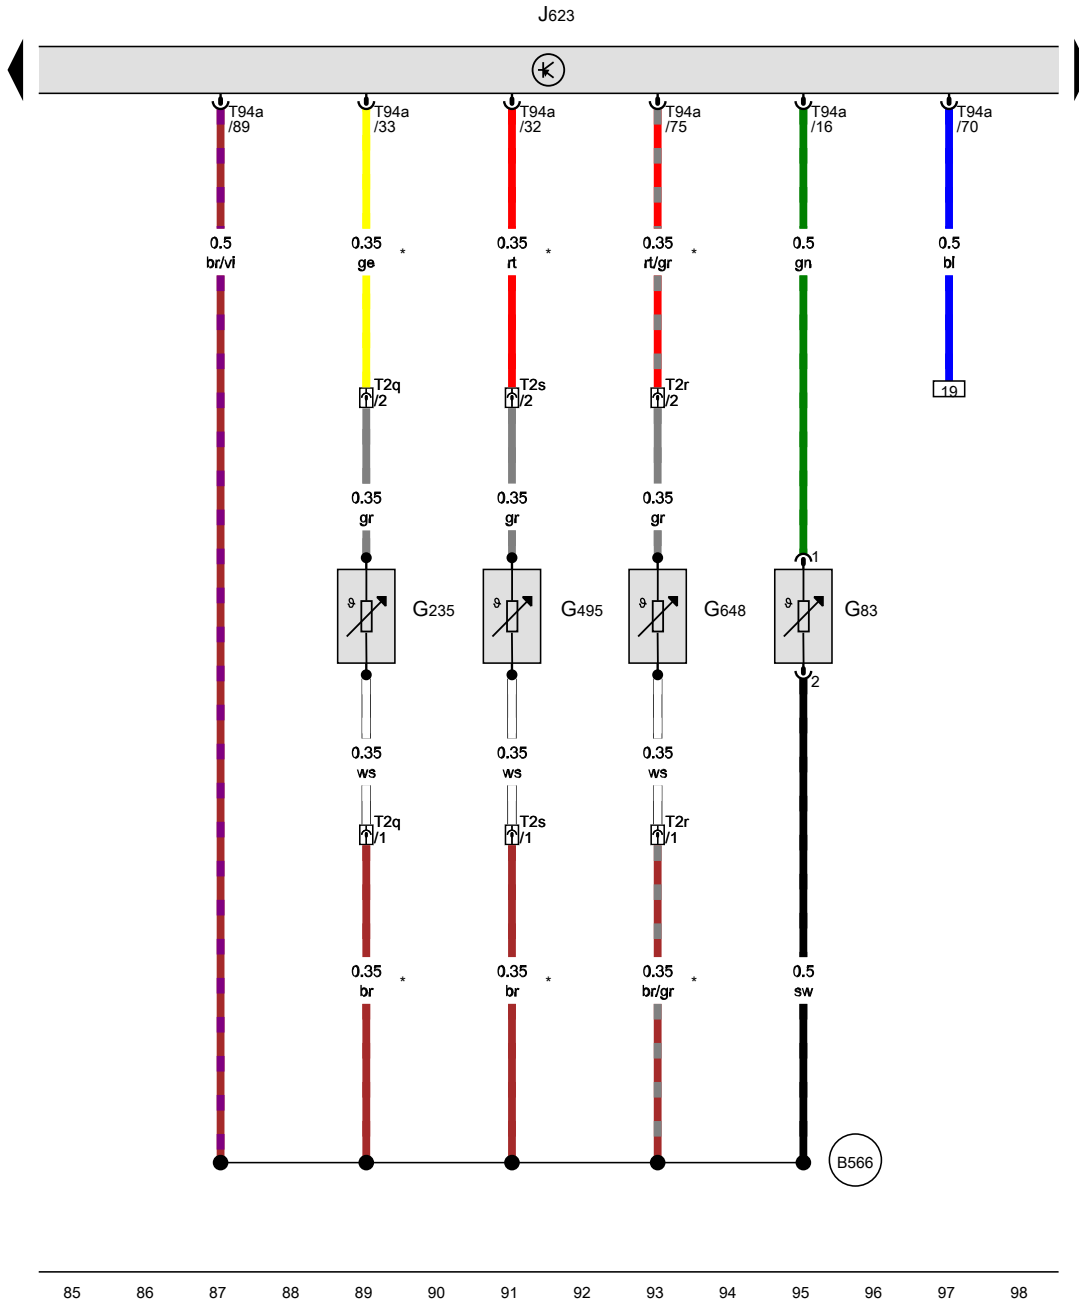 J623
T94a T94a T94a T94a T94a T94a
/89 /33 /32 /75 /16 /70
0.5 0.35 0.35 0.35 0.5 0.5
br/vi ge * rt * rt/gr * gn bl
T2q T2s T2r
/2 /2 /2
19
0.35 0.35 0.35
gr gr gr
1
ϑ G235 ϑ G495 ϑ G648 ϑ G83
2
0.35 0.35 0.35
ws ws ws
T2q T2s T2r
/1 /1 /1
0.35 0.35 0.35 0.5
br * br * br/gr * sw
B566
85 86 87 88 89 90 91 92 93 94 95 96 97 98